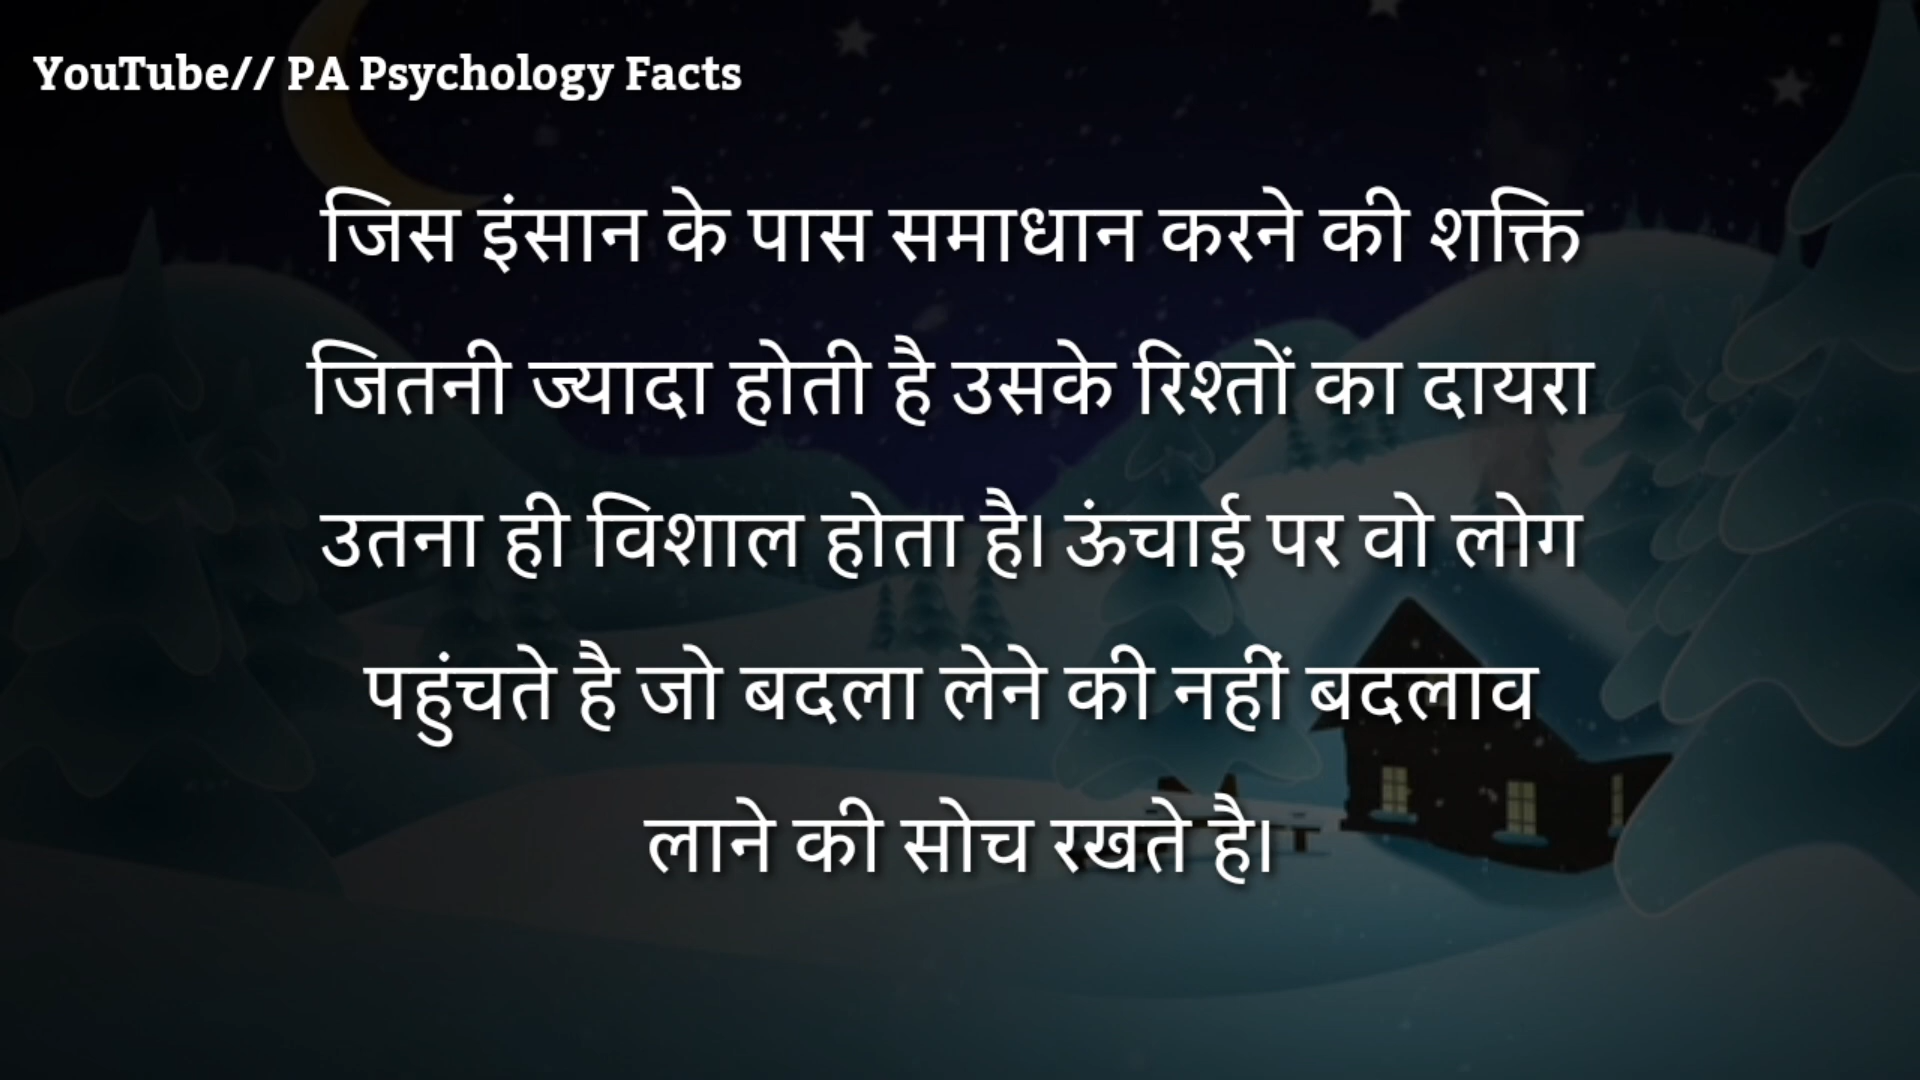 YouTube// PA Psychology Facts
जिस इंसान के पास समाधान करने की शक्ति
जितनी ज्यादा होती है उसके रिश्तों का दायरा
उतना ही विशाल होता है। ऊंचाई पर वो लोग
पहुंचते है जो बदला लेने की नहीं बदलाव
लाने की सोच रखते है।